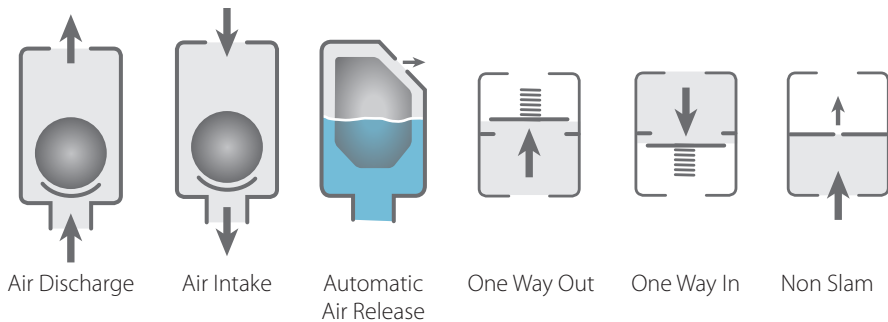 Air Discharge
Air Intake
Automatic
Air Release
One Way Out
One Way In
Non Slam